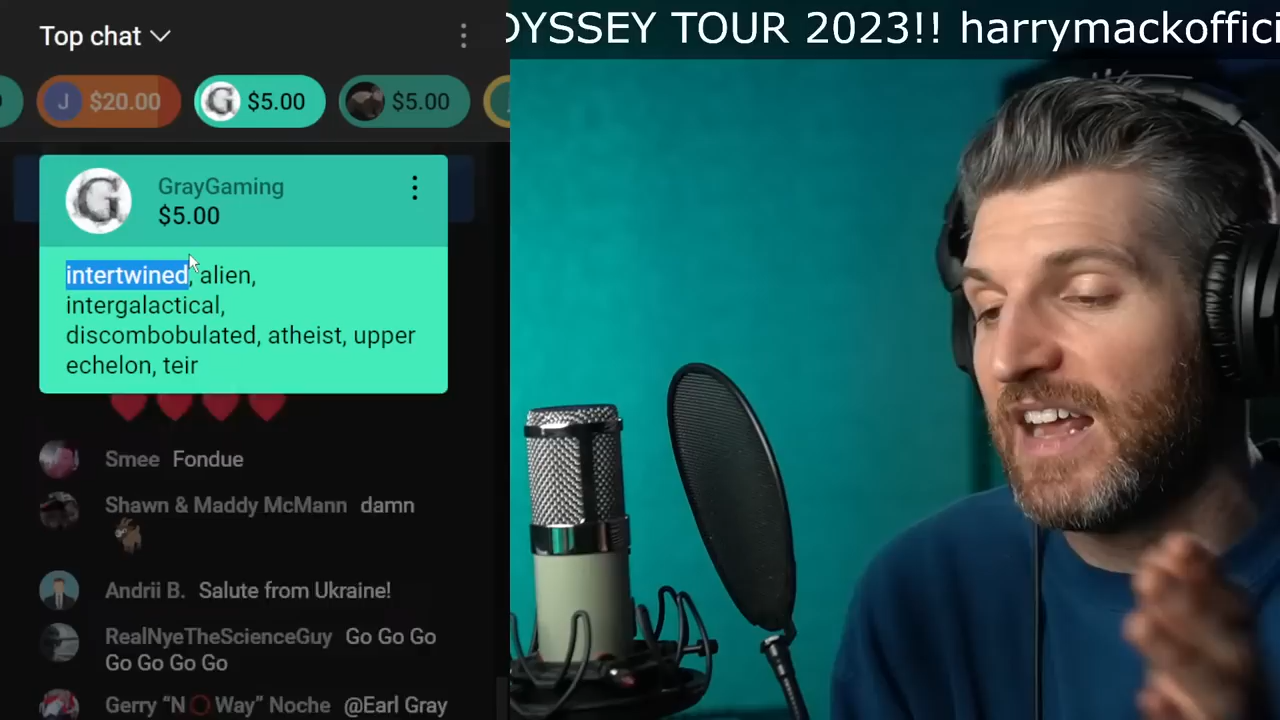 Top chat
DYSSEY TOUR 2023!! harrymackoffici
J $20.00
G $5.00
$5.00
G GrayGaming
$5.00
intertwined, alien,
intergalactical,
discombobulated, atheist, upper
echelon, teir
Smee Fondue
Shawn & Maddy McMann damn
Andrii B. Salute from Ukraine!
RealNyeTheScienceGuy Go Go Go
Go Go Go Go
Gerry "N⭕Way" Noche @Earl Gray